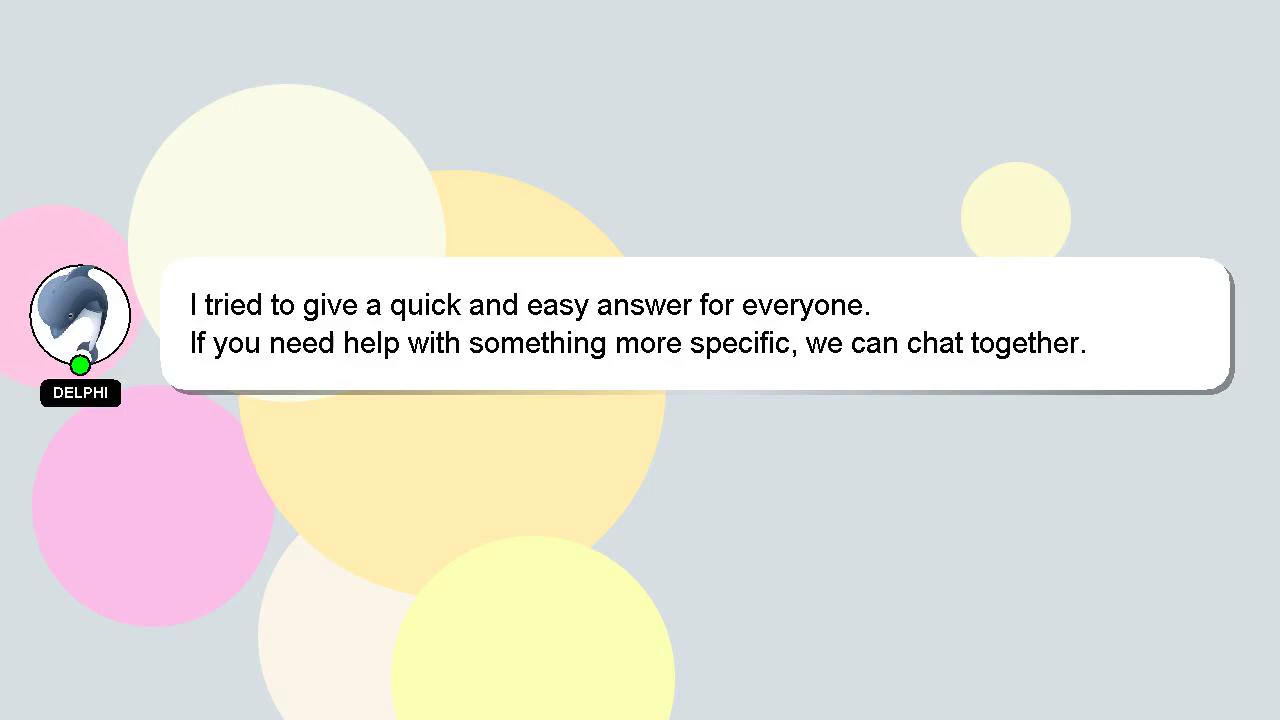 I tried to give a quick and easy answer for everyone.
If you need help with something more specific, we can chat together.
DELPHI